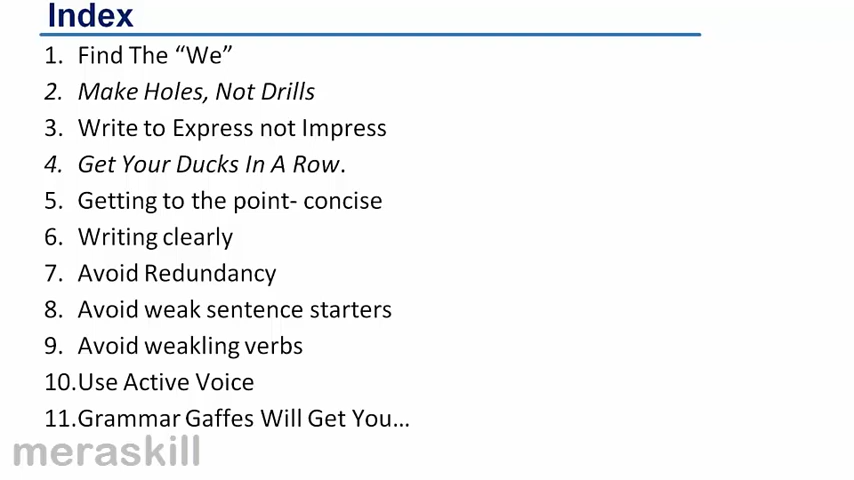 Index
1. Find The “We”
2. Make Holes, Not Drills
3. Write to Express not Impress
4. Get Your Ducks In A Row.
5. Getting to the point- concise
6. Writing clearly
7. Avoid Redundancy
8. Avoid weak sentence starters
9. Avoid weakling verbs
10.Use Active Voice
11.Grammar Gaffes Will Get You…
meraskill